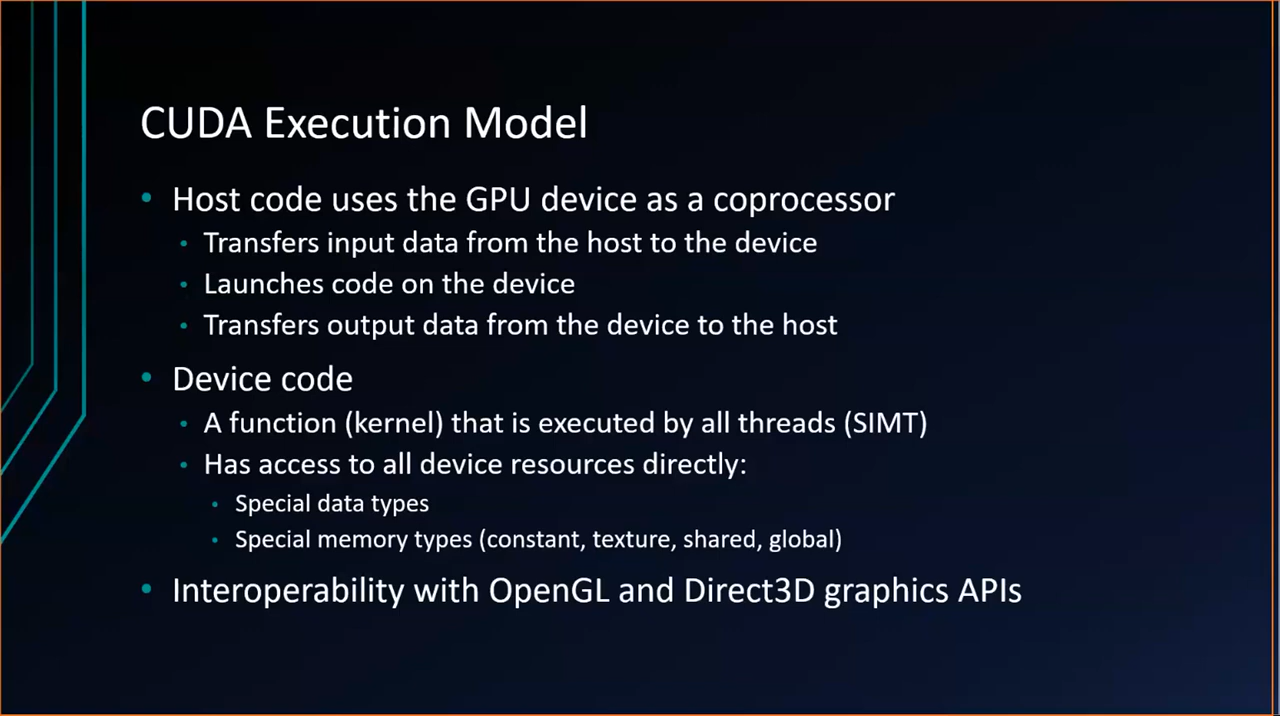 CUDA Execution Model
• Host code uses the GPU device as a coprocessor
• Transfers input data from the host to the device
• Launches code on the device
• Transfers output data from the device to the host
• Device code
• A function (kernel) that is executed by all threads (SIMT)
• Has access to all device resources directly:
• Special data types
• Special memory types (constant, texture, shared, global)
• Interoperability with OpenGL and Direct3D graphics APIs